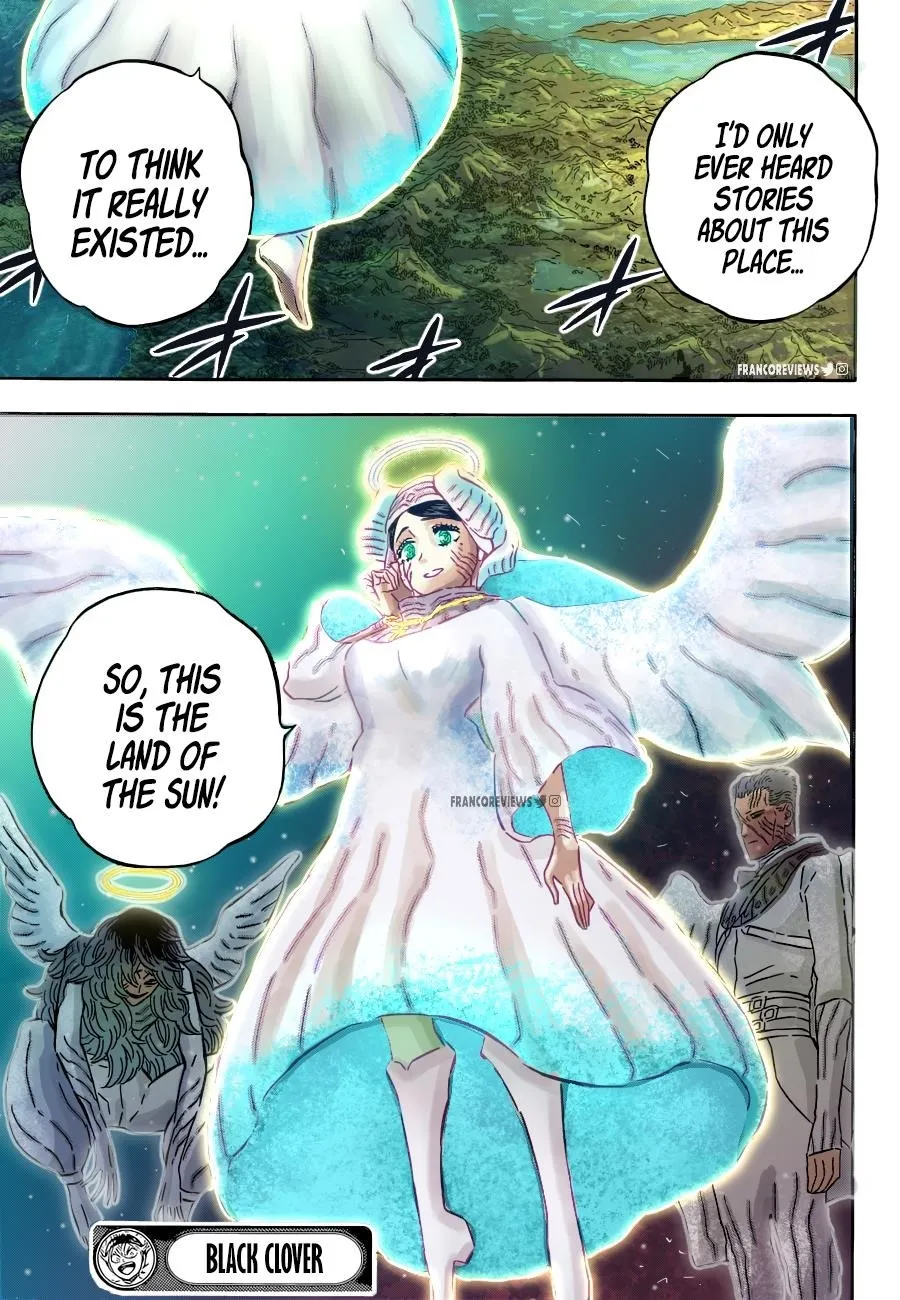 I'D ONLY
EVER HEARD
STORIES
ABOUT THIS
PLACE...
TO THINK
IT REALLY
EXISTED...
FRANCOREVIEWS
SO, THIS
IS THE
LAND OF
THE SUN!
FRANCOREVIEWS
BLACK CLOVER